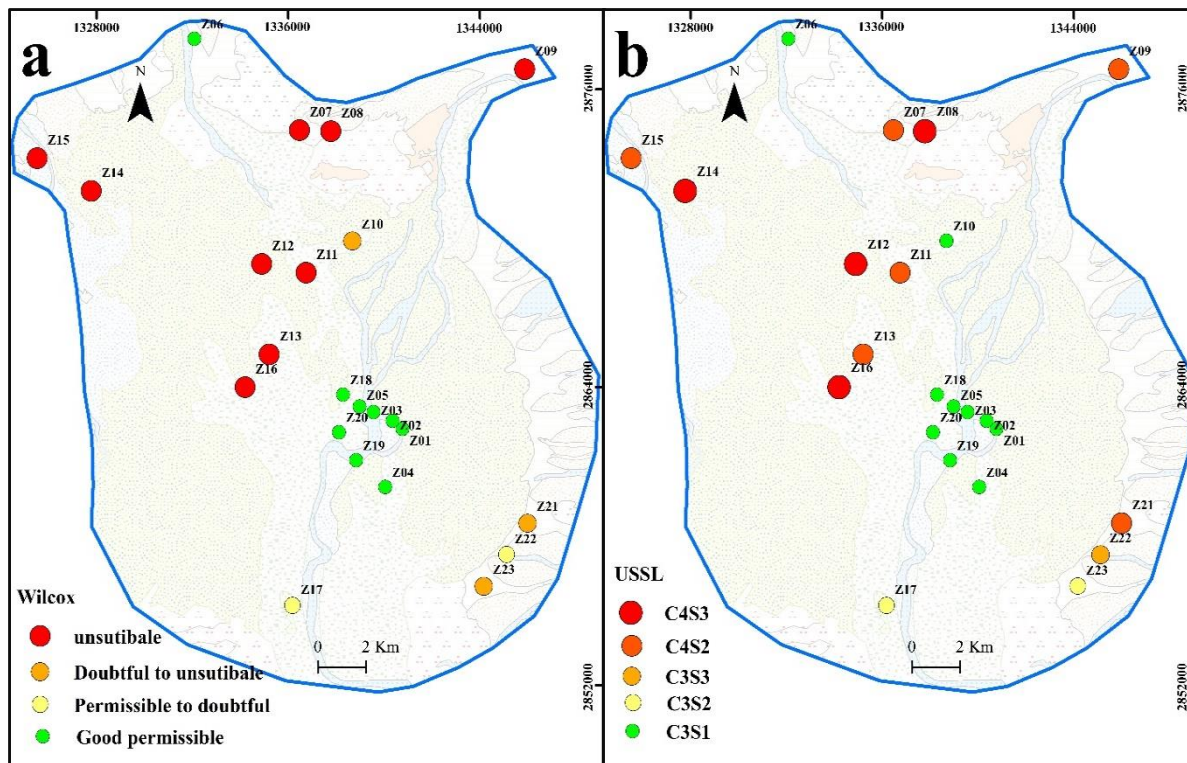 1328000 1336000 1344000
a
Z06
N
Z09
Z07 Z08
2876000
Z15
Z14
Z10
Z12 Z11
Z13
Z16
2864000
Z18
Z05
Z03
Z20 Z02
Z01
Z19
Z04
Z21
Z22
Z23
Z17
Wilcox
unsutibale
Doubtful to unsutibale
Permissible to doubtful
Good permissible
0 2 Km
2852000
1328000 1336000 1344000
b
Z06
N
Z09
Z07 Z08
2876000
Z15
Z14
Z10
Z12 Z11
Z13
Z16
2864000
Z18
Z05
Z03
Z20 Z02
Z01
Z19
Z04
Z21
Z22
Z23
Z17
USSL
C4S3
C4S2
C3S3
C3S2
C3S1
0 2 Km
2852000